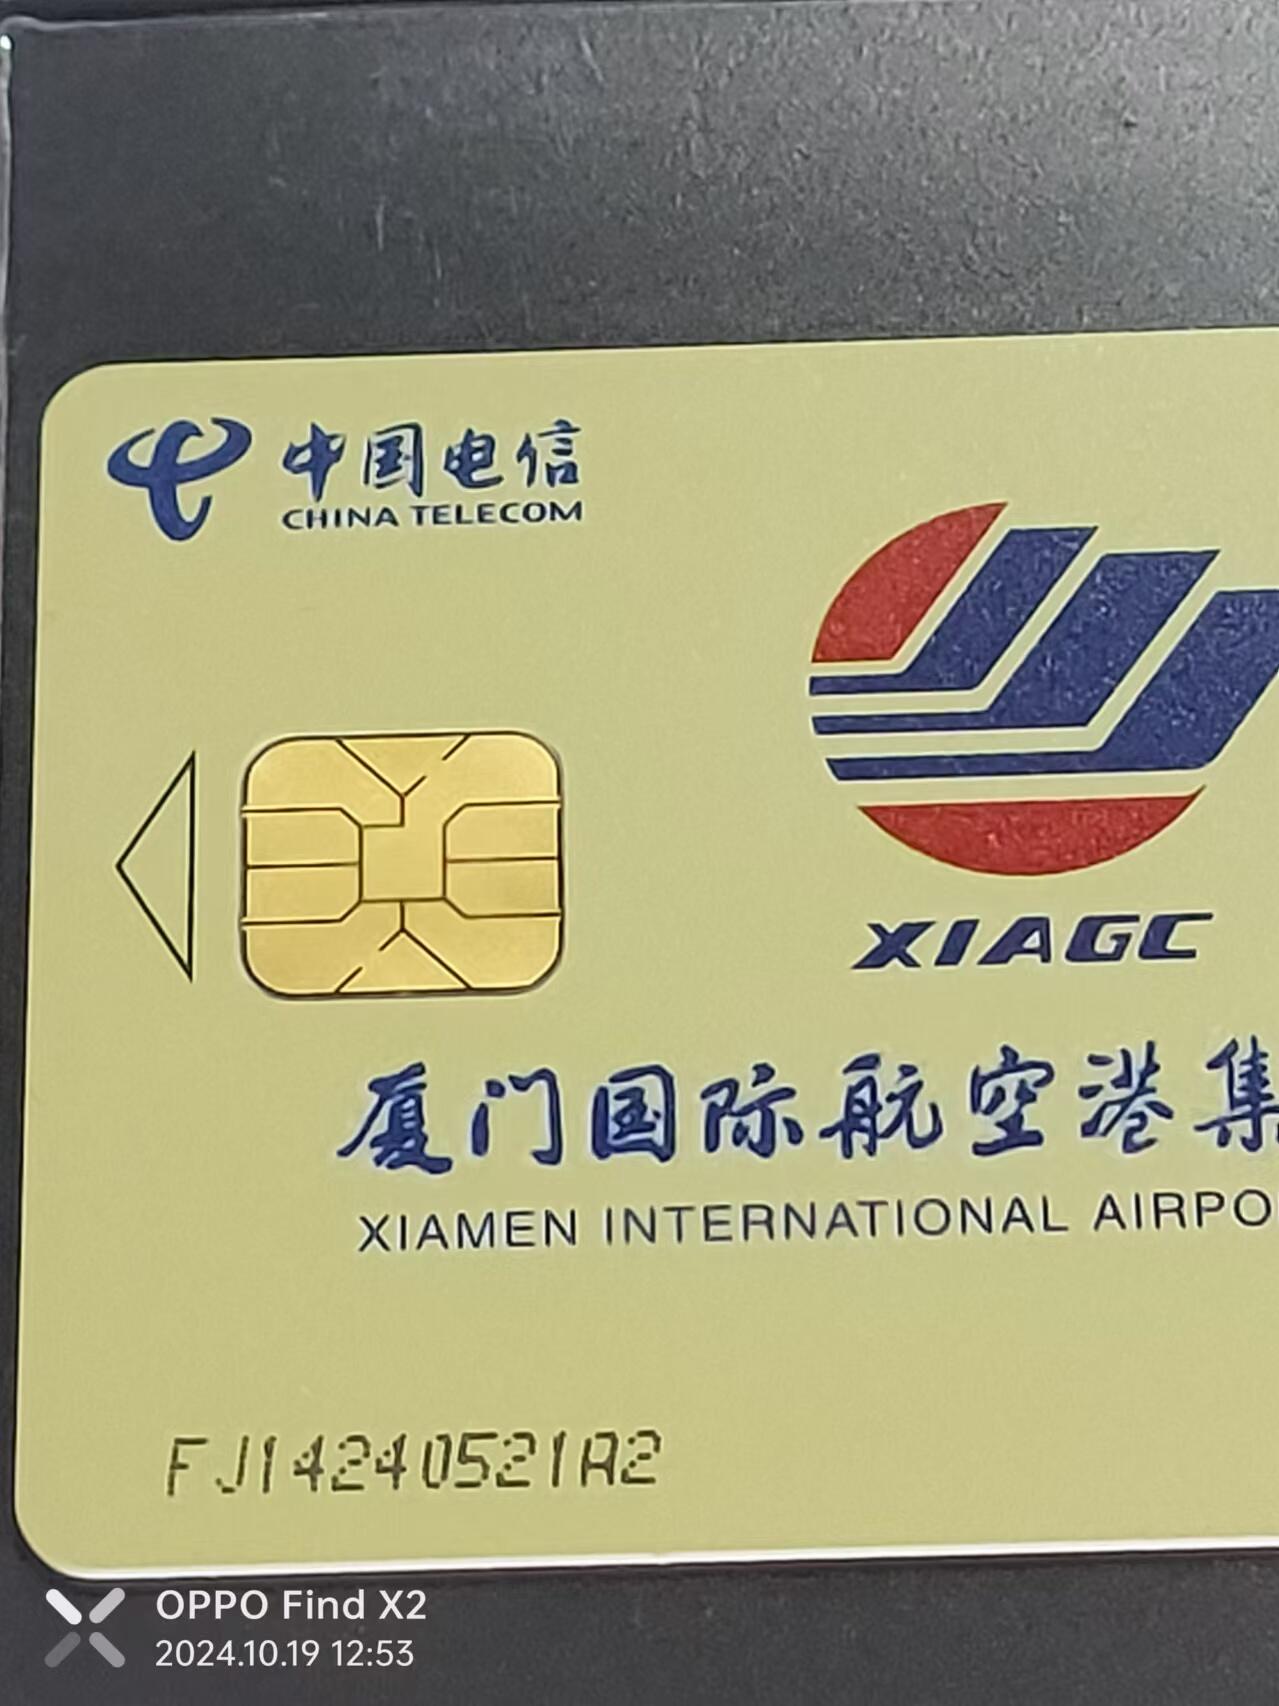 中国电信
CHINA TELECOM
XIAGC
厦门国际航空港集
XIAMEN INTERNATIONAL AIRPO
FJ14240521A2
OPPO Find X2
2024.10.19 12:53